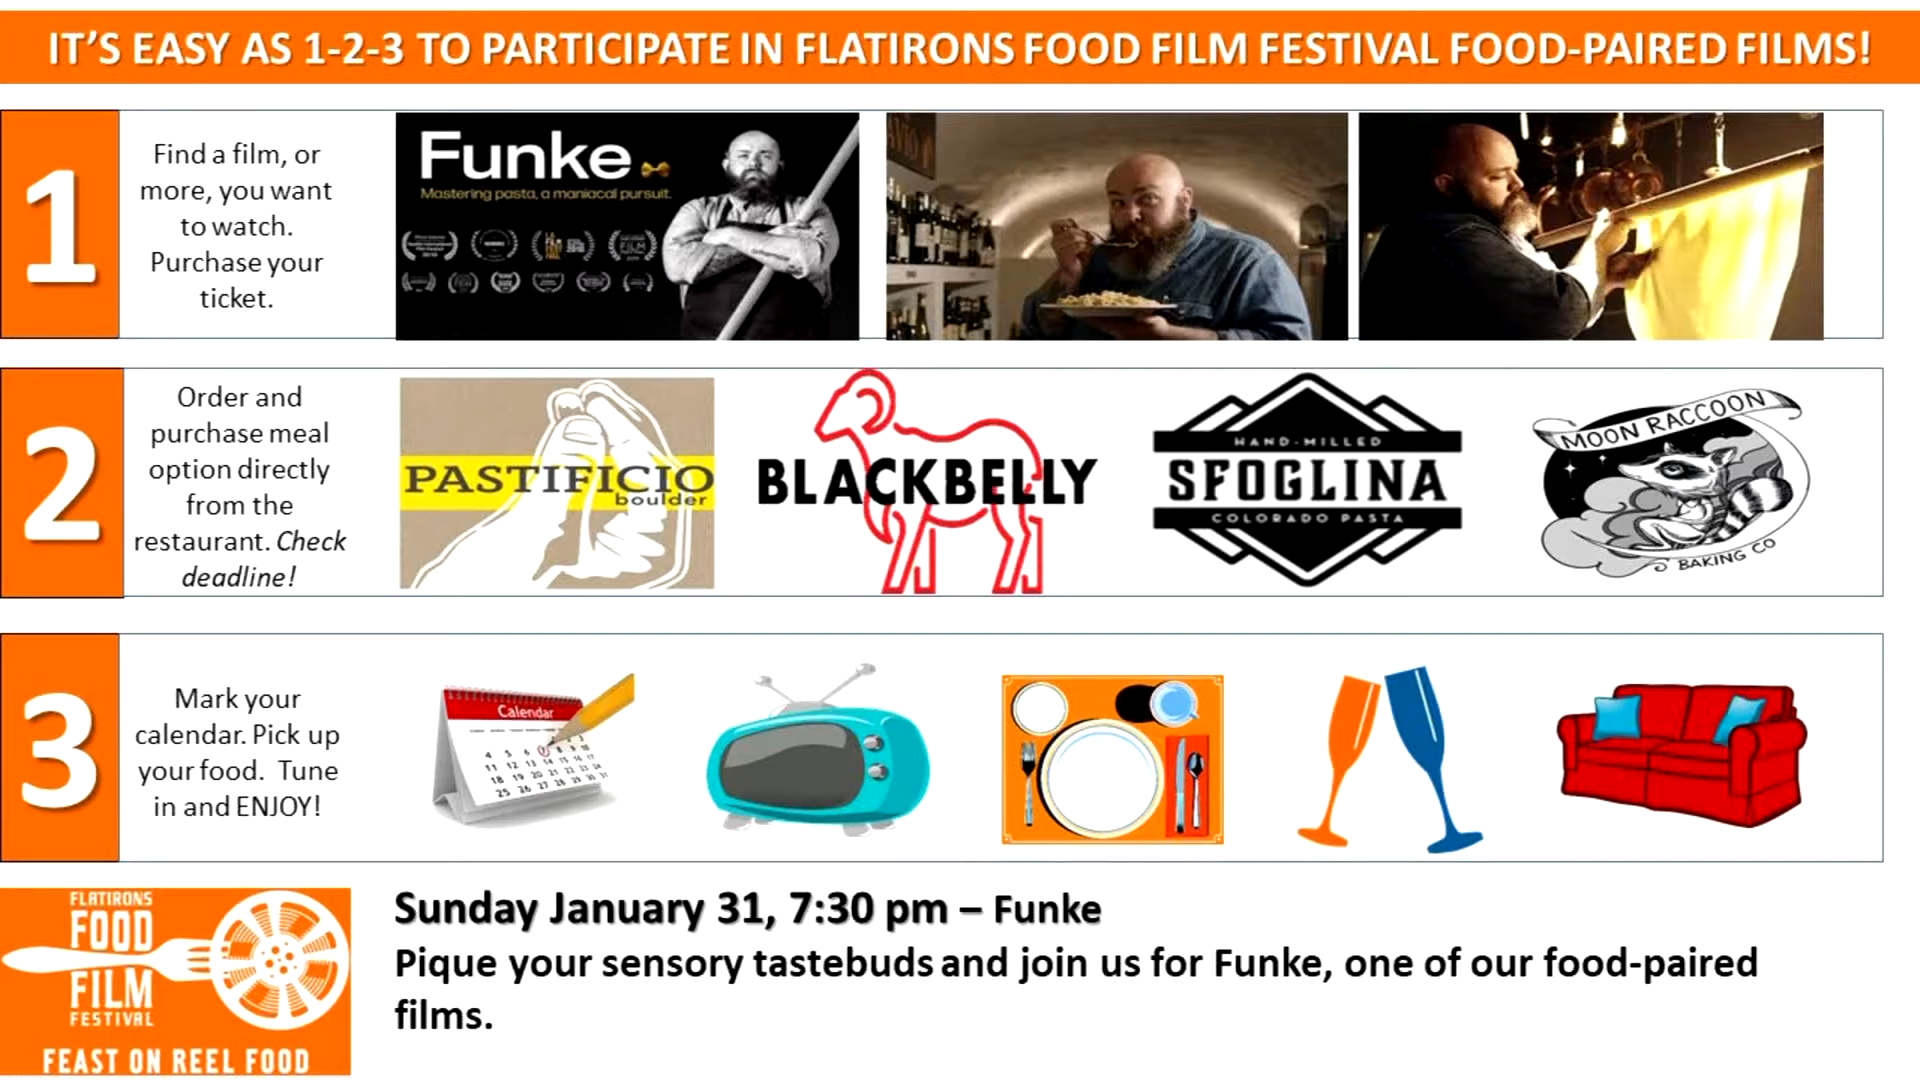 IT'S EASY AS 1-2-3 TO PARTICIPATE IN FLATIRONS FOOD FILM FESTIVAL FOOD-PAIRED FILMS!
1
Find a film, or
more, you want
to watch.
Purchase your
ticket.
Funke
Mastering pasta, a maniacal pursuit.
2
Order and
purchase meal
option directly
from the
restaurant. Check
deadline!
PASTIFICIO
boulder
BLACKBELLY
HAND-MILLED
SFOGLINA
COLORADO PASTA
MOON RACCOON
BAKING CO
3
Mark your
calendar. Pick up
your food. Tune
in and ENJOY!
Calendar
FLATIRONS
FOOD
FILM
FESTIVAL
FEAST ON REEL FOOD
Sunday January 31, 7:30 pm – Funke
Pique your sensory tastebuds and join us for Funke, one of our food-paired
films.